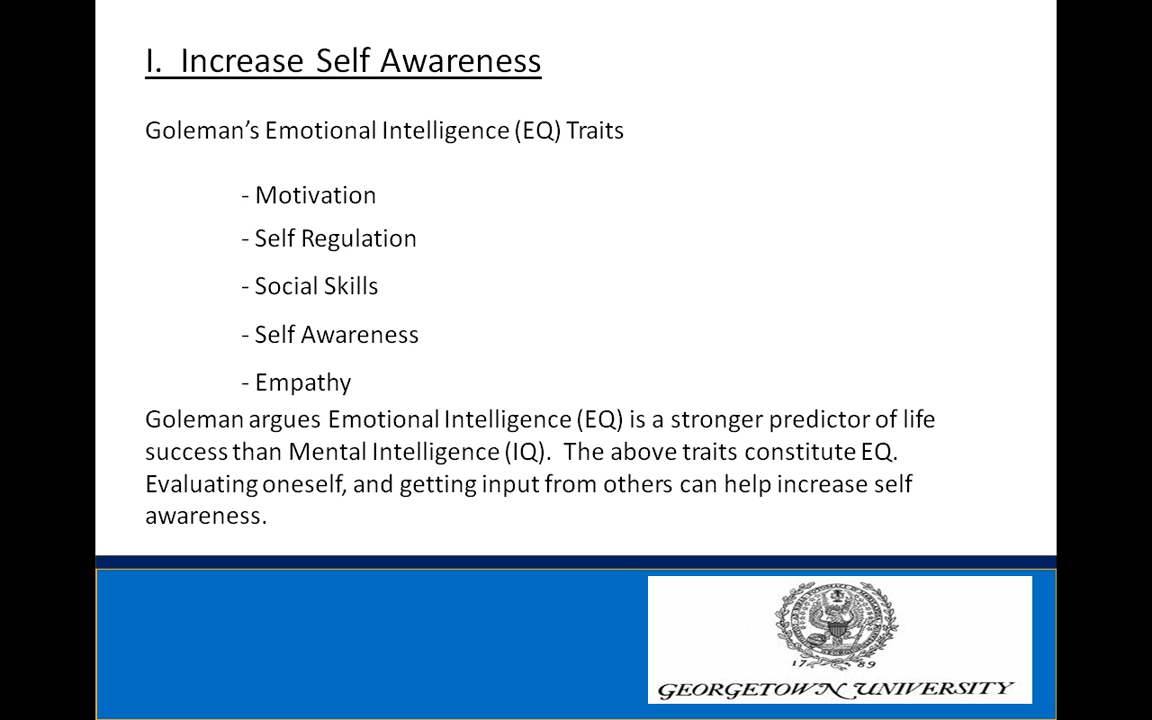 I.  Increase Self Awareness
Goleman’s Emotional Intelligence (EQ) Traits
- Motivation
- Self Regulation
- Social Skills
- Self Awareness
- Empathy
Goleman argues Emotional Intelligence (EQ) is a stronger predictor of life
success than Mental Intelligence (IQ).  The above traits constitute EQ.
Evaluating oneself, and getting input from others can help increase self
awareness.
17 89
GEORGETOWN UNIVERSITY